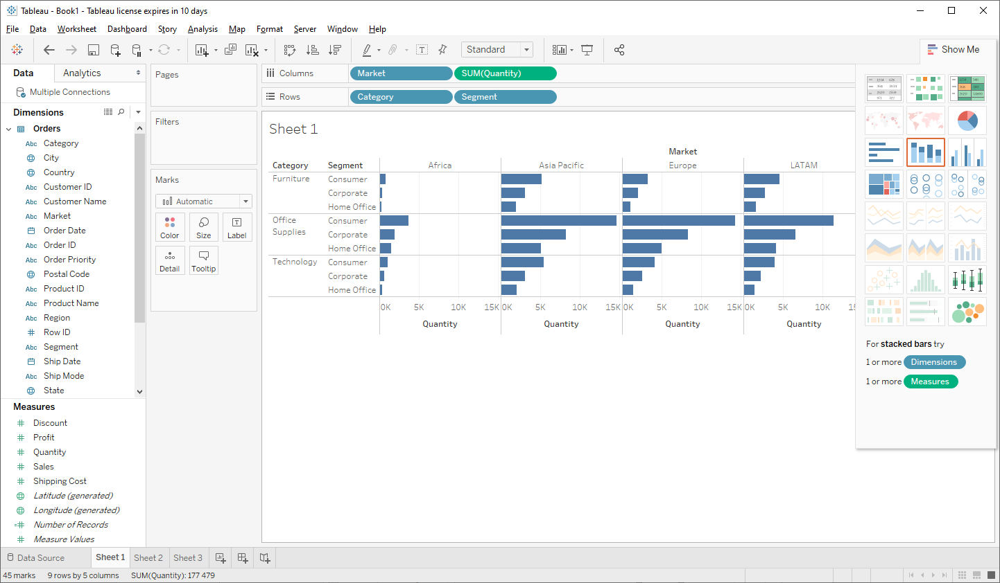 Tableau - Book1 - Tableau license expires in 10 days
File Data Worksheet Dashboard Story Analysis Map Format Server Window Help
Standard
Show Me
Data Analytics
Multiple Connections
Dimensions
Orders
Abc Category
City
Country
Abc Customer ID
Abc Customer Name
Abc Market
Order Date
Abc Order ID
Abc Order Priority
Postal Code
Abc Product ID
Abc Product Name
Abc Region
Row ID
Abc Segment
Ship Date
Abc Ship Mode
State
Measures
Discount
Profit
Quantity
Sales
Shipping Cost
Latitude (generated)
Longitude (generated)
Number of Records
Measure Values
Pages
Filters
Marks
Automatic
Color Size Label
Detail Tooltip
Columns Market SUM(Quantity)
Rows Category Segment
Sheet 1
Market
Category Segment Africa Asia Pacific Europe LATAM
Furniture Consumer
Corporate
Home Office
Office Supplies Consumer
Corporate
Home Office
Technology Consumer
Corporate
Home Office
0K 5K 10K 15K 0K 5K 10K 15K 0K 5K 10K 15K 0K 5K 10K
Quantity Quantity Quantity Quantity
For stacked bars try
1 or more Dimensions
1 or more Measures
Data Source Sheet 1 Sheet 2 Sheet 3
45 marks 9 rows by 5 columns SUM(Quantity): 177 479